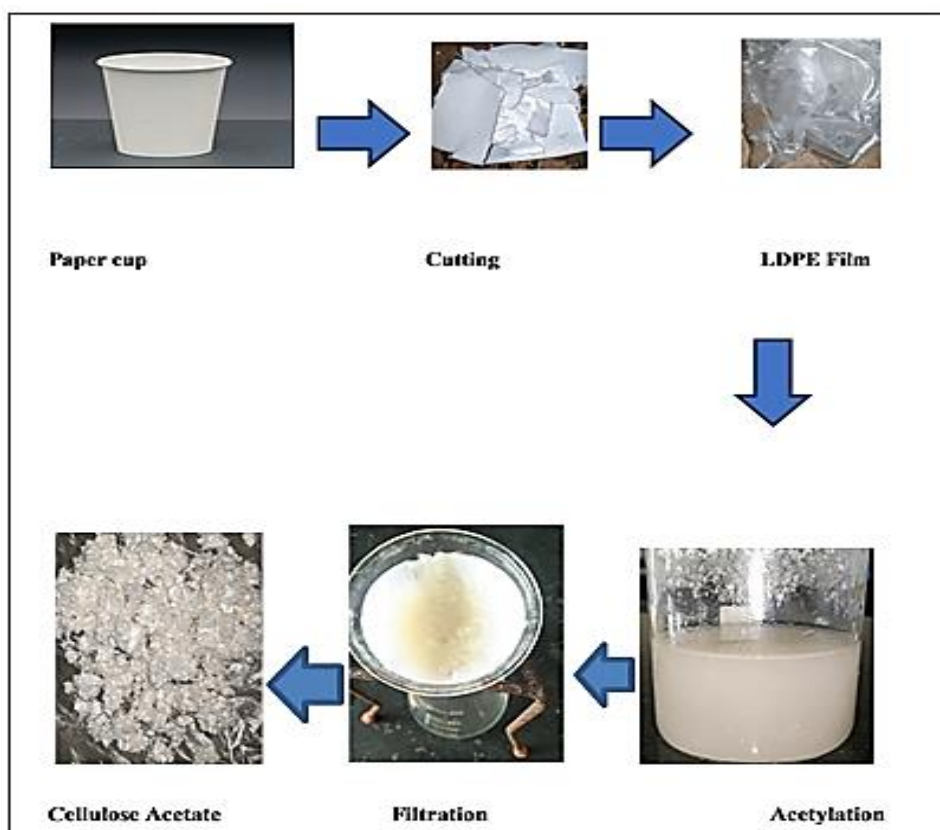 Paper cup
Cutting
LDPE Film
Cellulose Acetate
Filtration
Acetylation